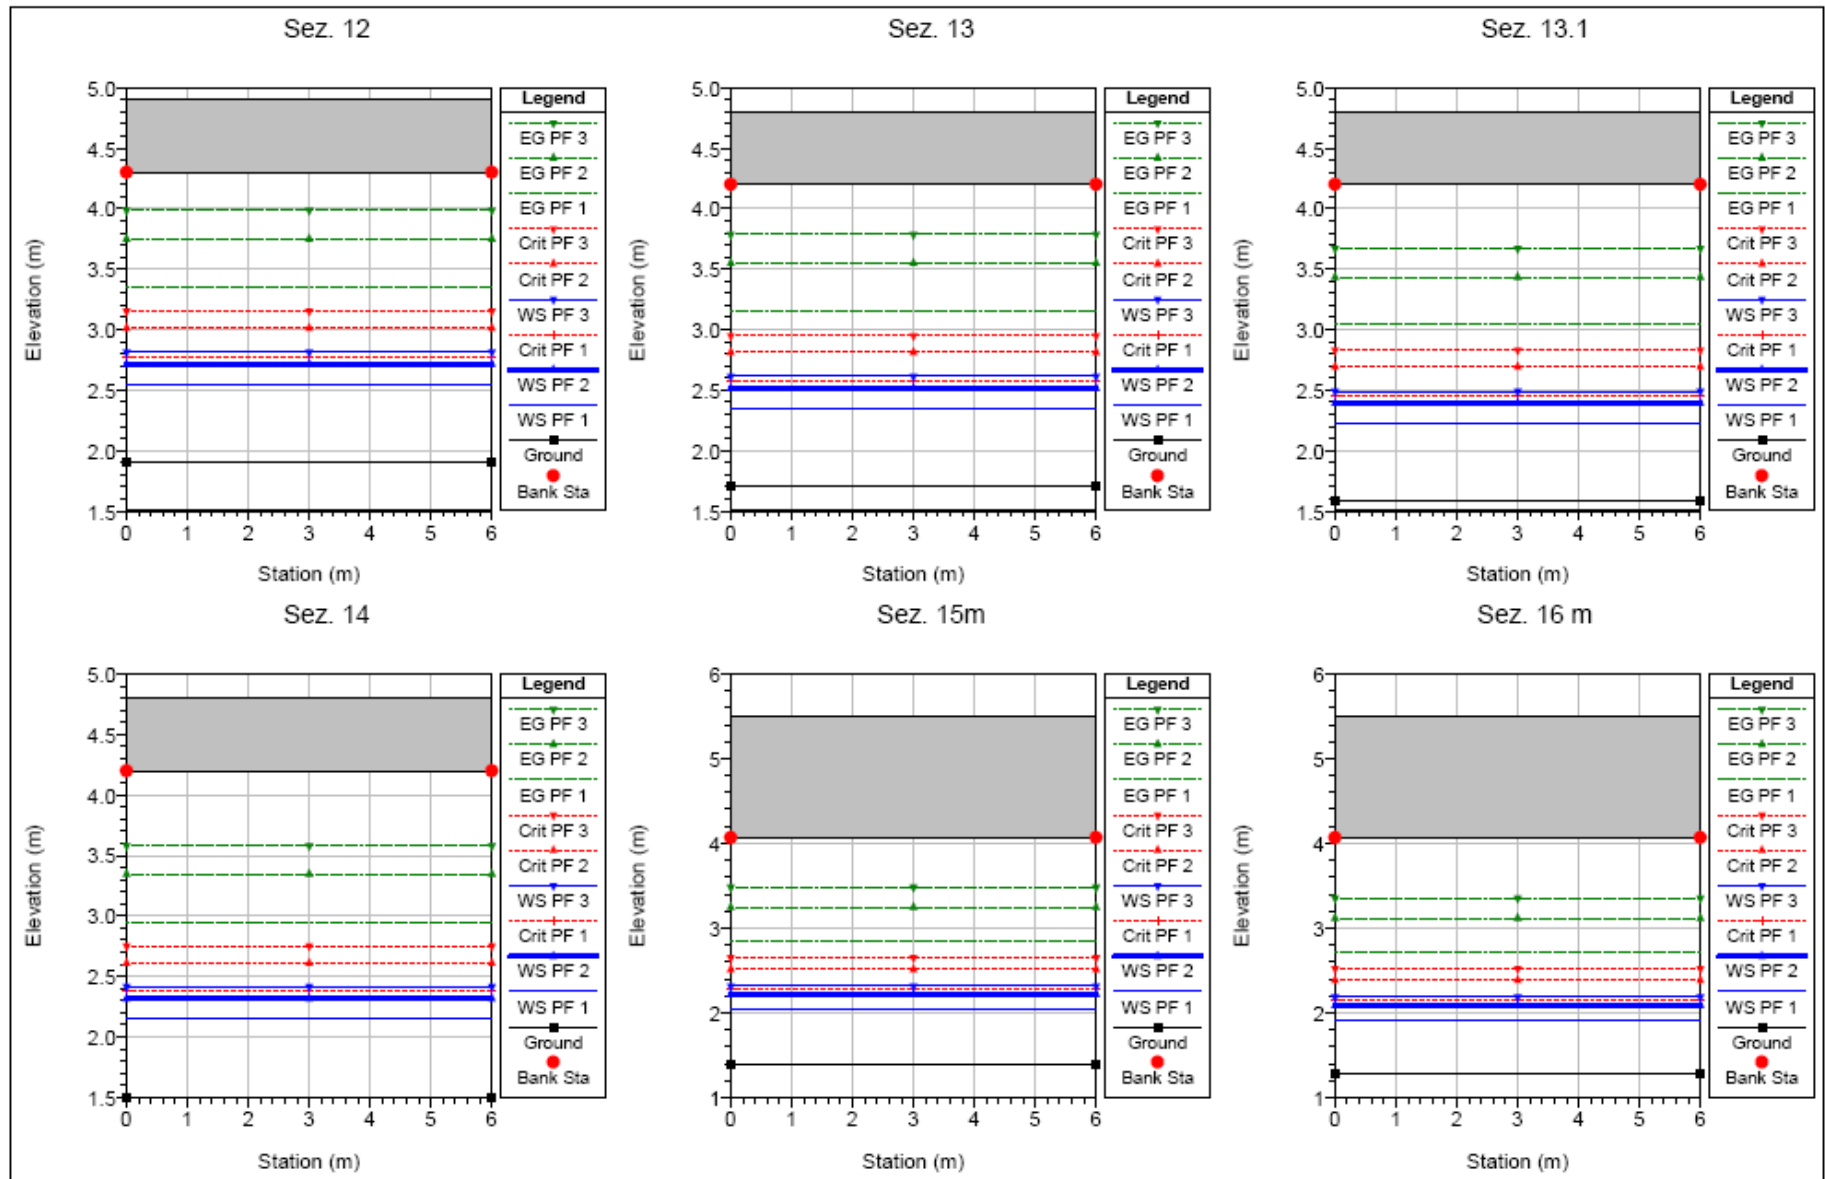 Sez. 12
5.0
4.5
4.0
3.5
3.0
2.5
2.0
1.5
Elevation (m)
0 1 2 3 4 5 6
Station (m)
Legend
EG PF 3
EG PF 2
EG PF 1
Crit PF 3
Crit PF 2
WS PF 3
Crit PF 1
WS PF 2
WS PF 1
Ground
Bank Sta
Sez. 13
5.0
4.5
4.0
3.5
3.0
2.5
2.0
1.5
Elevation (m)
0 1 2 3 4 5 6
Station (m)
Legend
EG PF 3
EG PF 2
EG PF 1
Crit PF 3
Crit PF 2
WS PF 3
Crit PF 1
WS PF 2
WS PF 1
Ground
Bank Sta
Sez. 13.1
5.0
4.5
4.0
3.5
3.0
2.5
2.0
1.5
Elevation (m)
0 1 2 3 4 5 6
Station (m)
Legend
EG PF 3
EG PF 2
EG PF 1
Crit PF 3
Crit PF 2
WS PF 3
Crit PF 1
WS PF 2
WS PF 1
Ground
Bank Sta
Sez. 14
5.0
4.5
4.0
3.5
3.0
2.5
2.0
1.5
Elevation (m)
0 1 2 3 4 5 6
Station (m)
Legend
EG PF 3
EG PF 2
EG PF 1
Crit PF 3
Crit PF 2
WS PF 3
Crit PF 1
WS PF 2
WS PF 1
Ground
Bank Sta
Sez. 15m
6
5
4
3
2
1
Elevation (m)
0 1 2 3 4 5 6
Station (m)
Legend
EG PF 3
EG PF 2
EG PF 1
Crit PF 3
Crit PF 2
WS PF 3
Crit PF 1
WS PF 2
WS PF 1
Ground
Bank Sta
Sez. 16 m
6
5
4
3
2
1
Elevation (m)
0 1 2 3 4 5 6
Station (m)
Legend
EG PF 3
EG PF 2
EG PF 1
Crit PF 3
Crit PF 2
WS PF 3
Crit PF 1
WS PF 2
WS PF 1
Ground
Bank Sta